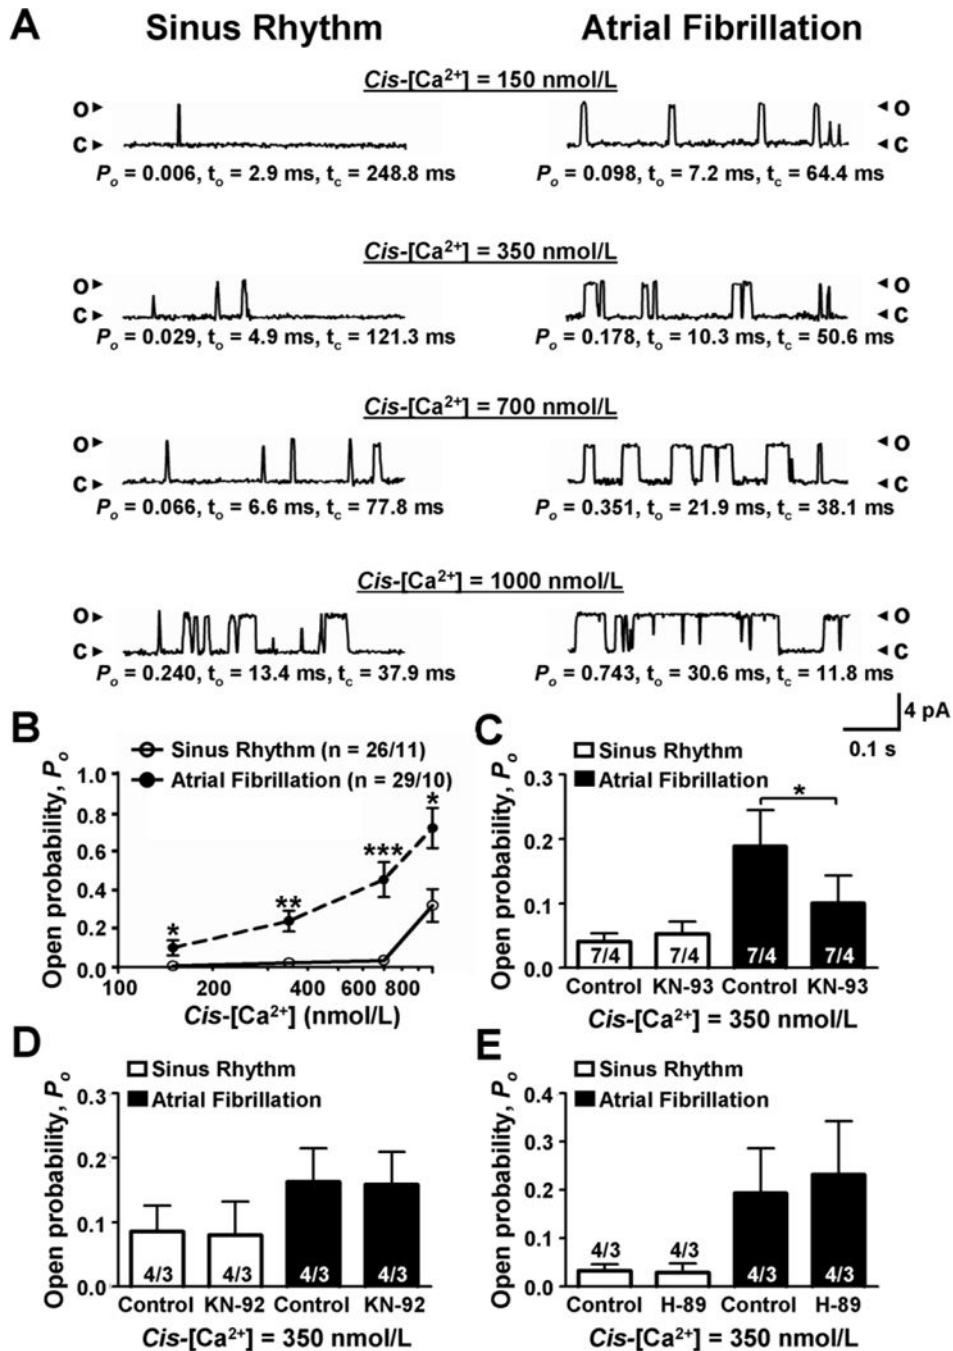 A
Sinus Rhythm Atrial Fibrillation
Cis-[Ca²⁺] = 150 nmol/L
O► ◄O
C► ◄C
Pₒ = 0.006, tₒ = 2.9 ms, t꜀ = 248.8 ms Pₒ = 0.098, tₒ = 7.2 ms, t꜀ = 64.4 ms
Cis-[Ca²⁺] = 350 nmol/L
O► ◄O
C► ◄C
Pₒ = 0.029, tₒ = 4.9 ms, t꜀ = 121.3 ms Pₒ = 0.178, tₒ = 10.3 ms, t꜀ = 50.6 ms
Cis-[Ca²⁺] = 700 nmol/L
O► ◄O
C► ◄C
Pₒ = 0.066, tₒ = 6.6 ms, t꜀ = 77.8 ms Pₒ = 0.351, tₒ = 21.9 ms, t꜀ = 38.1 ms
Cis-[Ca²⁺] = 1000 nmol/L
O► ◄O
C► ◄C
Pₒ = 0.240, tₒ = 13.4 ms, t꜀ = 37.9 ms Pₒ = 0.743, tₒ = 30.6 ms, t꜀ = 11.8 ms
4 pA
0.1 s
B
Sinus Rhythm (n = 26/11)
Atrial Fibrillation (n = 29/10)
Open probability, Pₒ
1.0
0.8
0.6
0.4
0.2
0.0
* ** *** *
100 200 400 600 800
Cis-[Ca²⁺] (nmol/L)
C
Sinus Rhythm
Atrial Fibrillation
Open probability, Pₒ
0.3
0.2
0.1
0.0
*
7/4 7/4 7/4 7/4
Control KN-93 Control KN-93
Cis-[Ca²⁺] = 350 nmol/L
D
Sinus Rhythm
Atrial Fibrillation
Open probability, Pₒ
0.3
0.2
0.1
0.0
4/3 4/3 4/3 4/3
Control KN-92 Control KN-92
Cis-[Ca²⁺] = 350 nmol/L
E
Sinus Rhythm
Atrial Fibrillation
Open probability, Pₒ
0.4
0.3
0.2
0.1
0.0
4/3 4/3 4/3 4/3
Control H-89 Control H-89
Cis-[Ca²⁺] = 350 nmol/L